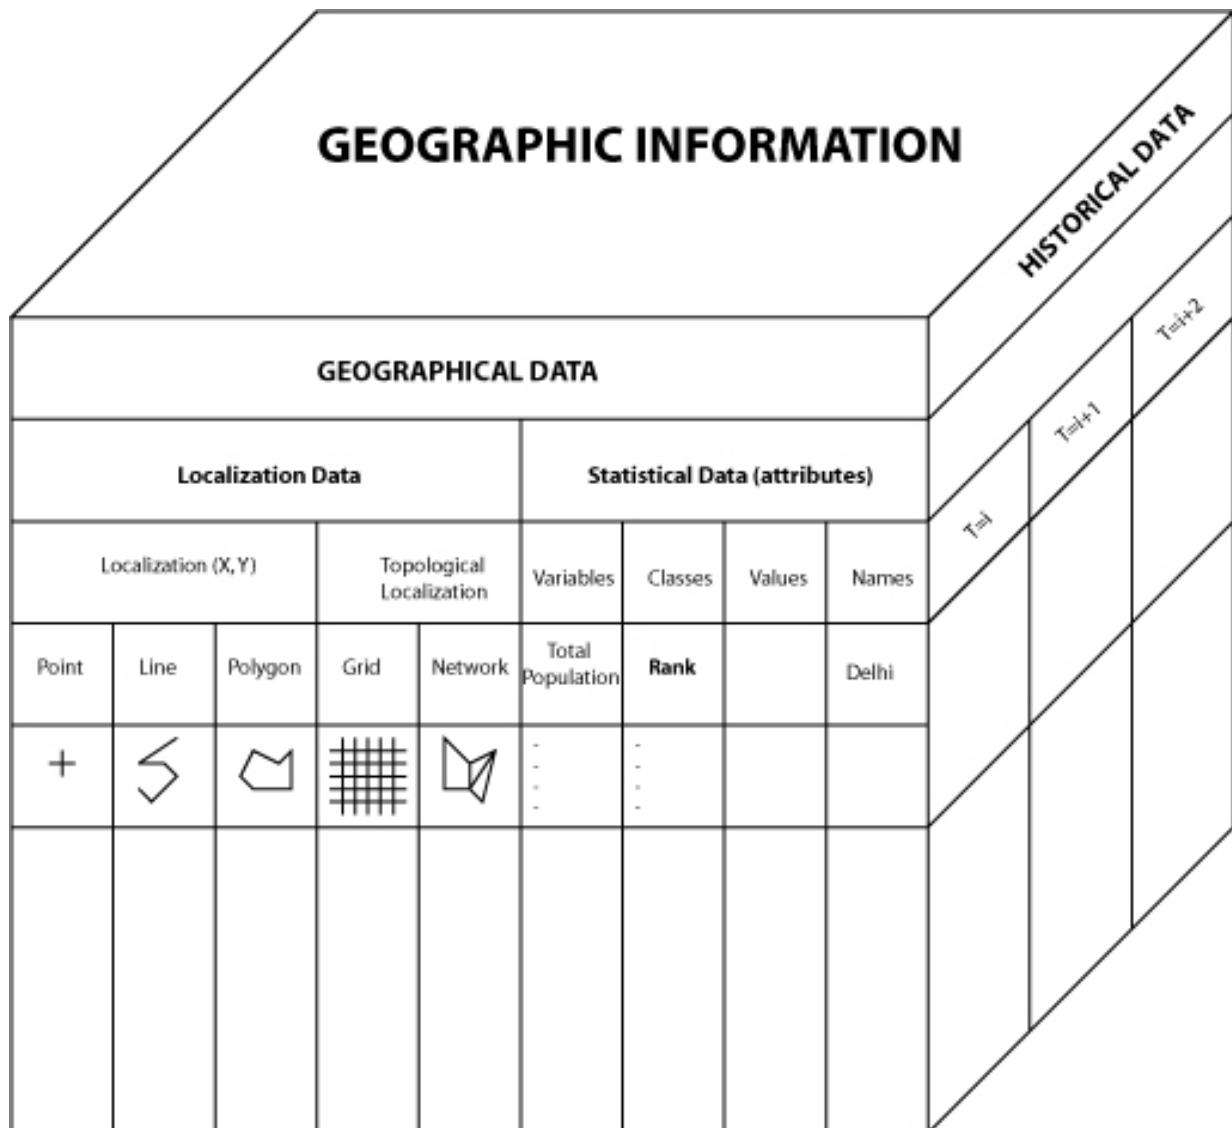 GEOGRAPHIC INFORMATION
HISTORICAL DATA
GEOGRAPHICAL DATA
Localization Data
Statistical Data (attributes)
T=i
T=i+1
T=i+2
Localization (X, Y)
Topological
Localization
Variables
Classes
Values
Names
Point
Line
Polygon
Grid
Network
Total
Population
Rank
Delhi